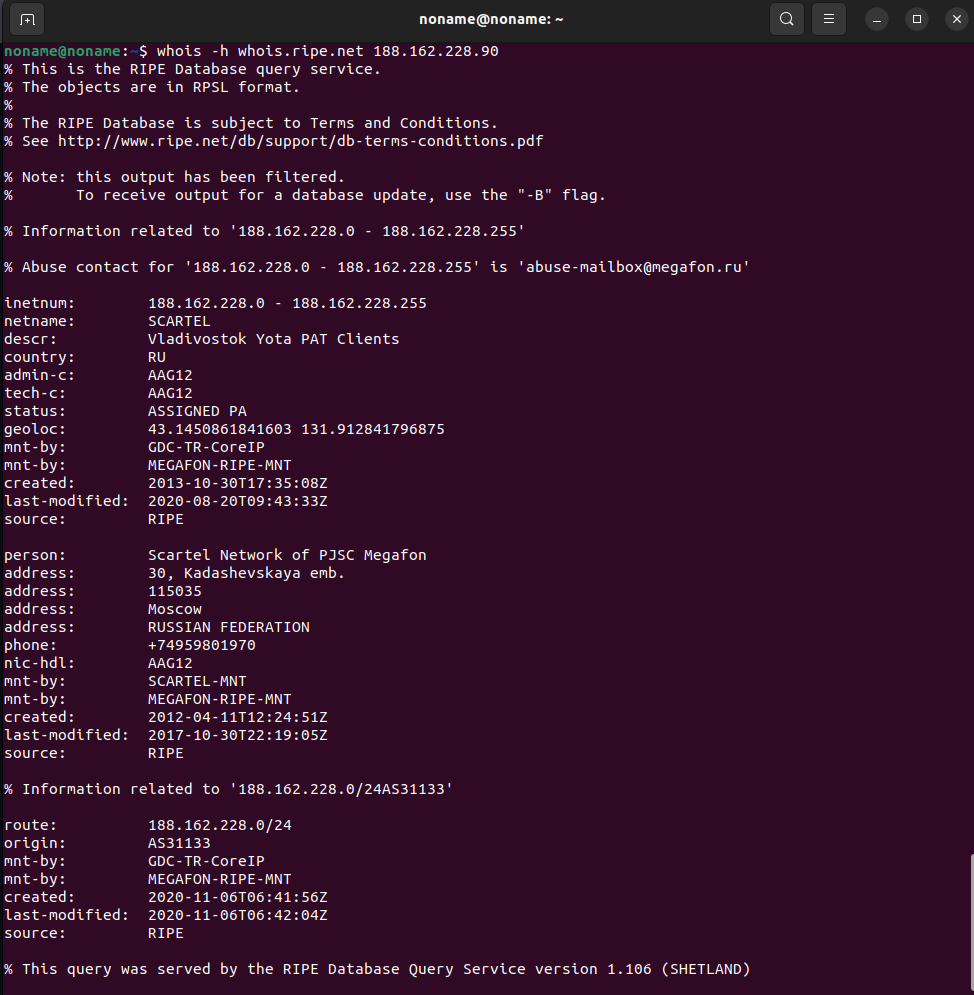 noname@noname: ~
noname@noname:~$ whois -h whois.ripe.net 188.162.228.90
% This is the RIPE Database query service.
% The objects are in RPSL format.
%
% The RIPE Database is subject to Terms and Conditions.
% See http://www.ripe.net/db/support/db-terms-conditions.pdf

% Note: this output has been filtered.
%       To receive output for a database update, use the "-B" flag.

% Information related to '188.162.228.0 - 188.162.228.255'

% Abuse contact for '188.162.228.0 - 188.162.228.255' is 'abuse-mailbox@megafon.ru'

inetnum:        188.162.228.0 - 188.162.228.255
netname:        SCARTEL
descr:          Vladivostok Yota PAT Clients
country:        RU
admin-c:        AAG12
tech-c:         AAG12
status:         ASSIGNED PA
geoloc:         43.1450861841603 131.912841796875
mnt-by:         GDC-TR-CoreIP
mnt-by:         MEGAFON-RIPE-MNT
created:        2013-10-30T17:35:08Z
last-modified:  2020-08-20T09:43:33Z
source:         RIPE

person:         Scartel Network of PJSC Megafon
address:        30, Kadashevskaya emb.
address:        115035
address:        Moscow
address:        RUSSIAN FEDERATION
phone:          +74959801970
nic-hdl:        AAG12
mnt-by:         SCARTEL-MNT
mnt-by:         MEGAFON-RIPE-MNT
created:        2012-04-11T12:24:51Z
last-modified:  2017-10-30T22:19:05Z
source:         RIPE

% Information related to '188.162.228.0/24AS31133'

route:          188.162.228.0/24
origin:         AS31133
mnt-by:         GDC-TR-CoreIP
mnt-by:         MEGAFON-RIPE-MNT
created:        2020-11-06T06:41:56Z
last-modified:  2020-11-06T06:42:04Z
source:         RIPE

% This query was served by the RIPE Database Query Service version 1.106 (SHETLAND)